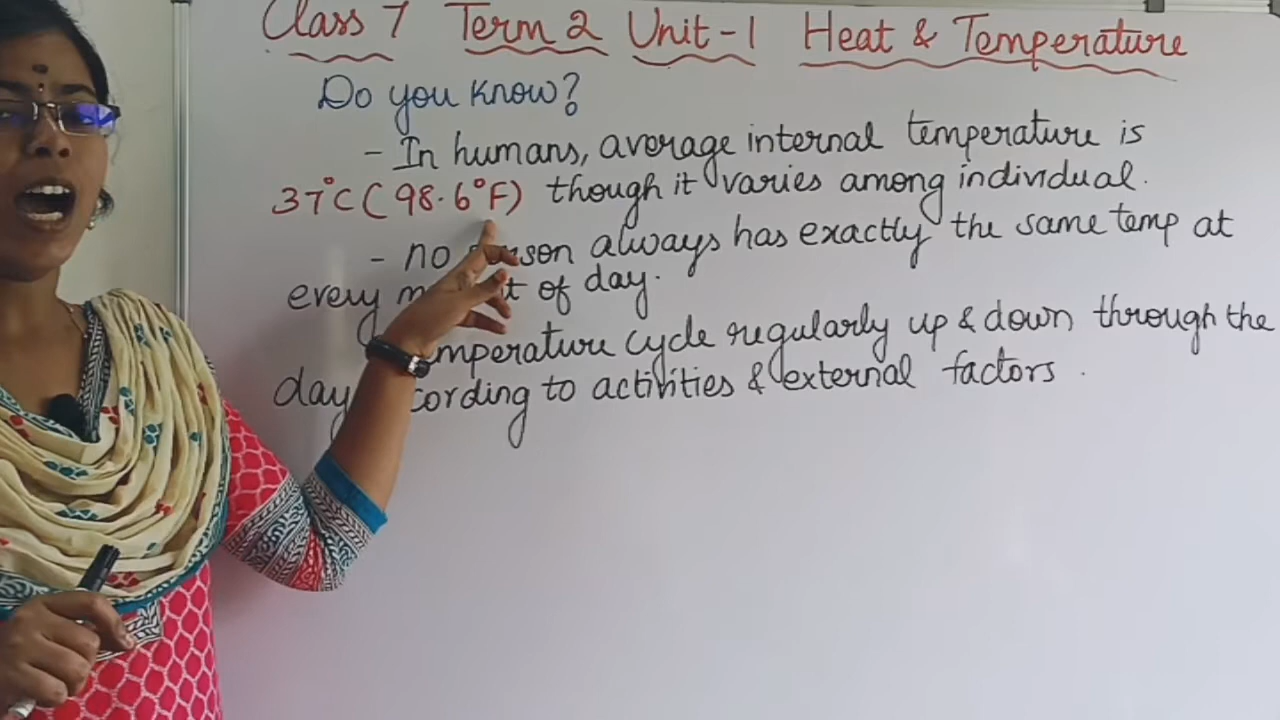 Class 7 Term 2 Unit-1 Heat & Temperature
Do you know?
- In humans, average internal temperature is
37°C (98.6°F) though it varies among individual.
- no always has exactly the same temp at
every of day.
cycle regularly up & down through the
day to activities & external factors.